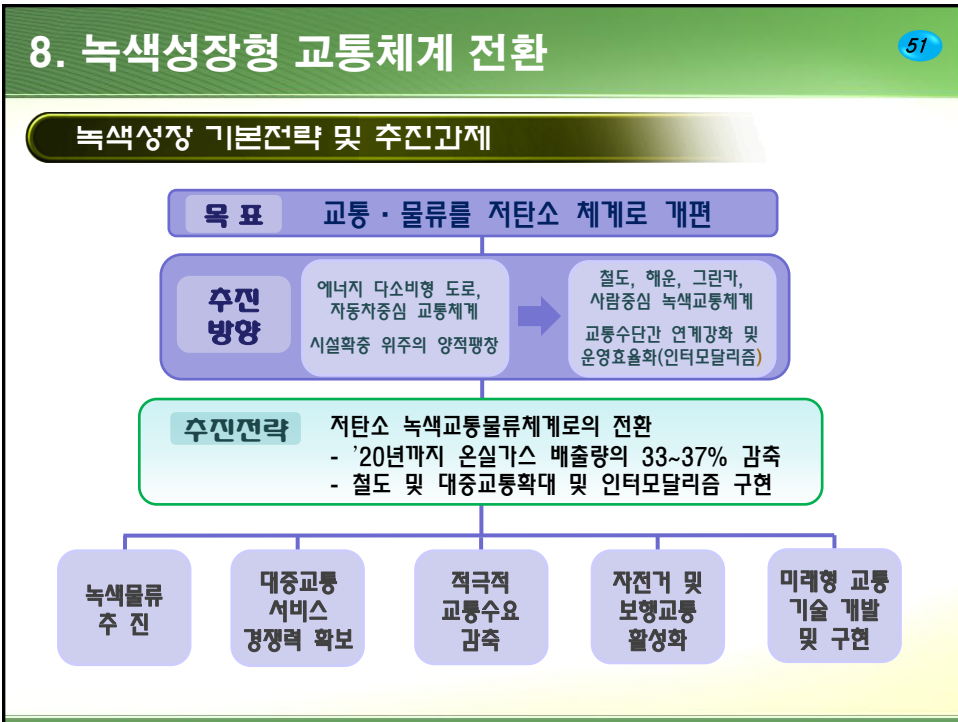 8. 녹색성장형 교통체계 전환
51
녹색성장 기본전략 및 추진과제
목 표
교통·물류를 저탄소 체계로 개편
추진
방향
에너지 다소비형 도로,
자동차중심 교통체계
시설확충 위주의 양적팽창
철도, 해운, 그린카,
사람중심 녹색교통체계
교통수단간 연계강화 및
운영효율화(인터모달리즘)
추진전략
저탄소 녹색교통물류체계로의 전환
- ’20년까지 온실가스 배출량의 33~37% 감축
- 철도 및 대중교통확대 및 인터모달리즘 구현
녹색물류
추 진
대중교통
서비스
경쟁력 확보
적극적
교통수요
감축
자전거 및
보행교통
활성화
미래형 교통
기술 개발
및 구현